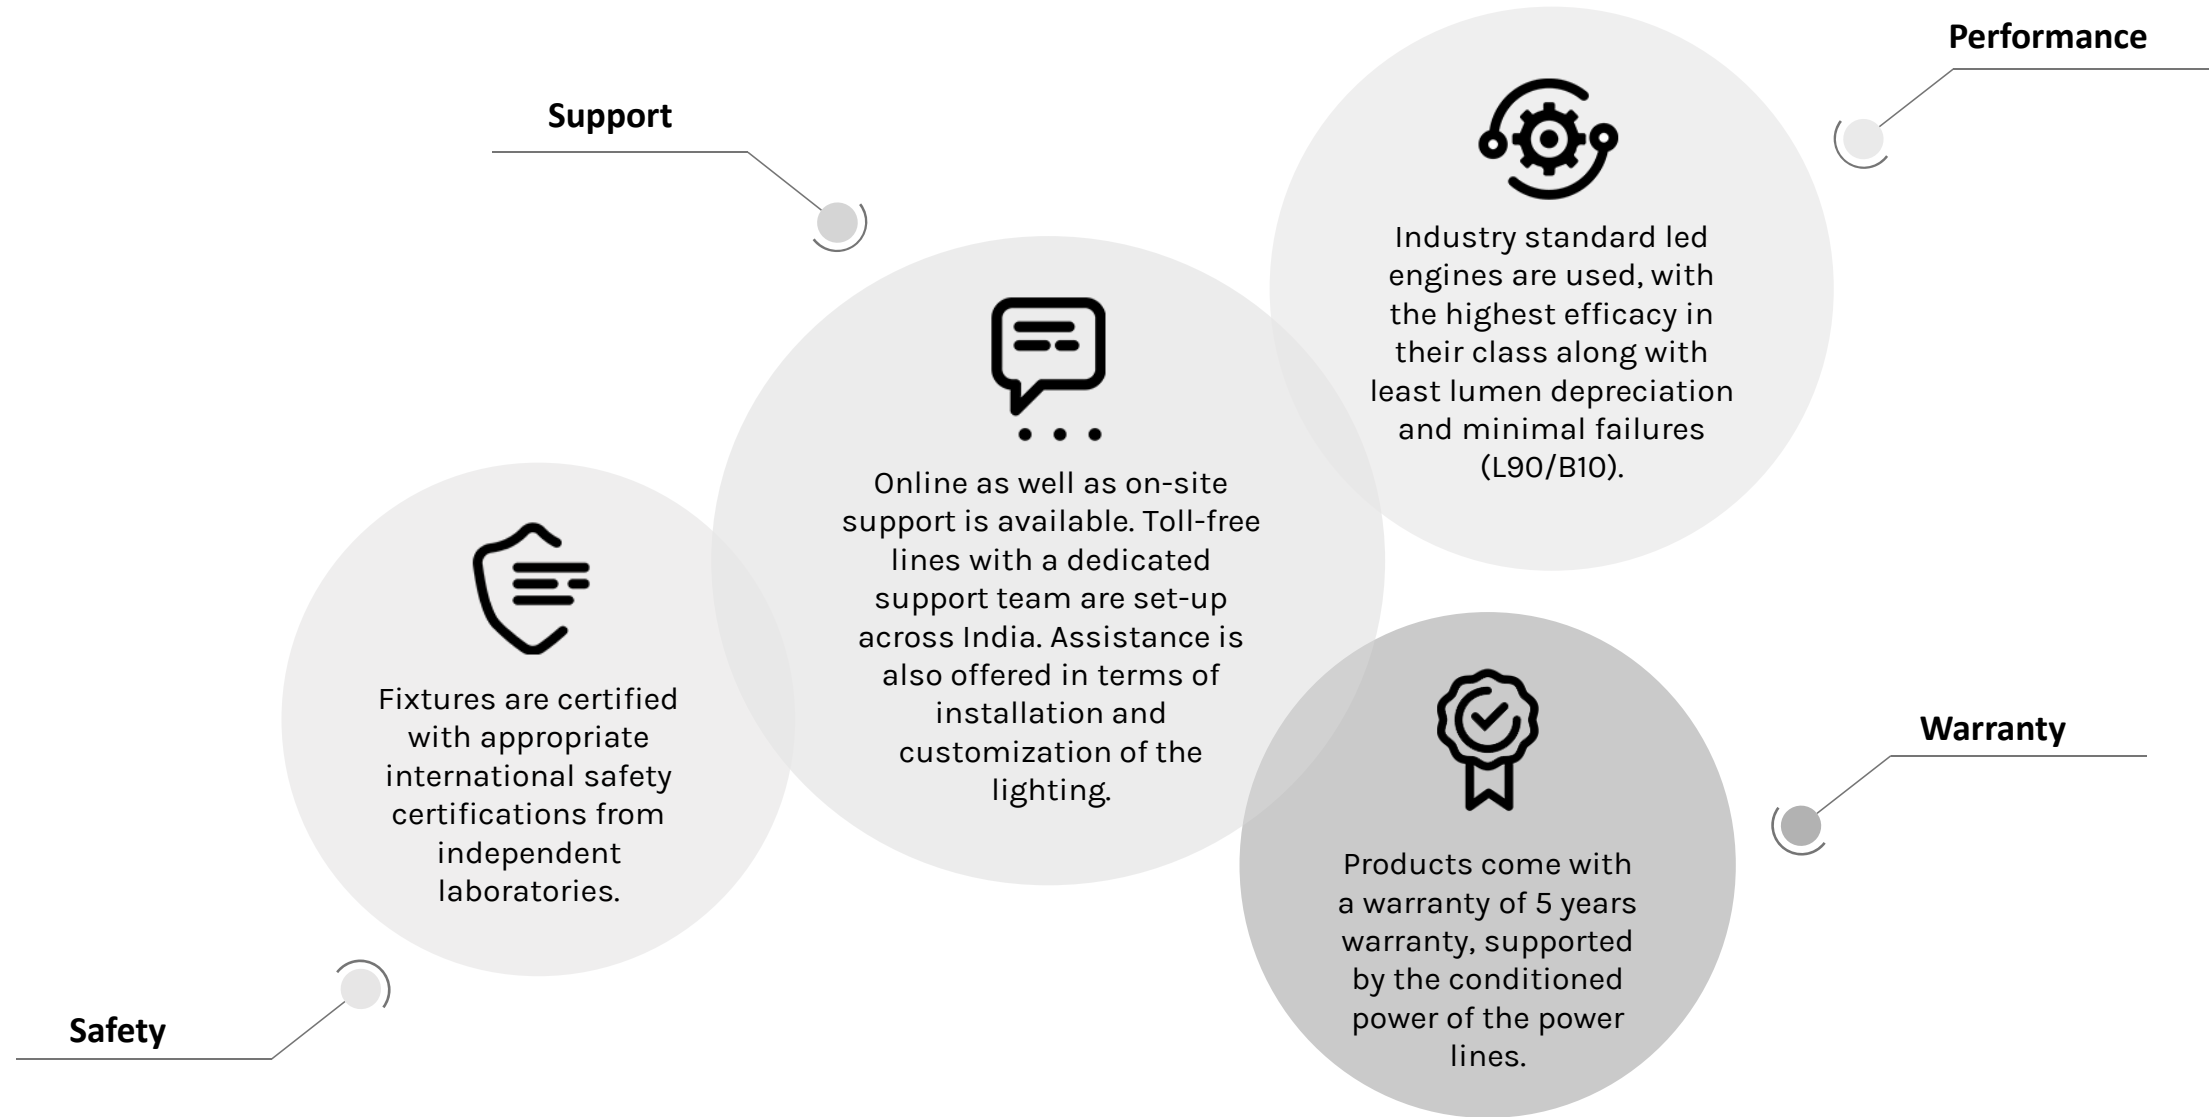 Performance
Industry standard led
engines are used, with
the highest efficacy in
their class along with
least lumen depreciation
and minimal failures
(L90/B10).
Support
Online as well as on-site
support is available. Toll-free
lines with a dedicated
support team are set-up
across India. Assistance is
also offered in terms of
installation and
customization of the
lighting.
Fixtures are certified
with appropriate
international safety
certifications from
independent
laboratories.
Safety
Warranty
Products come with
a warranty of 5 years
warranty, supported
by the conditioned
power of the power
lines.